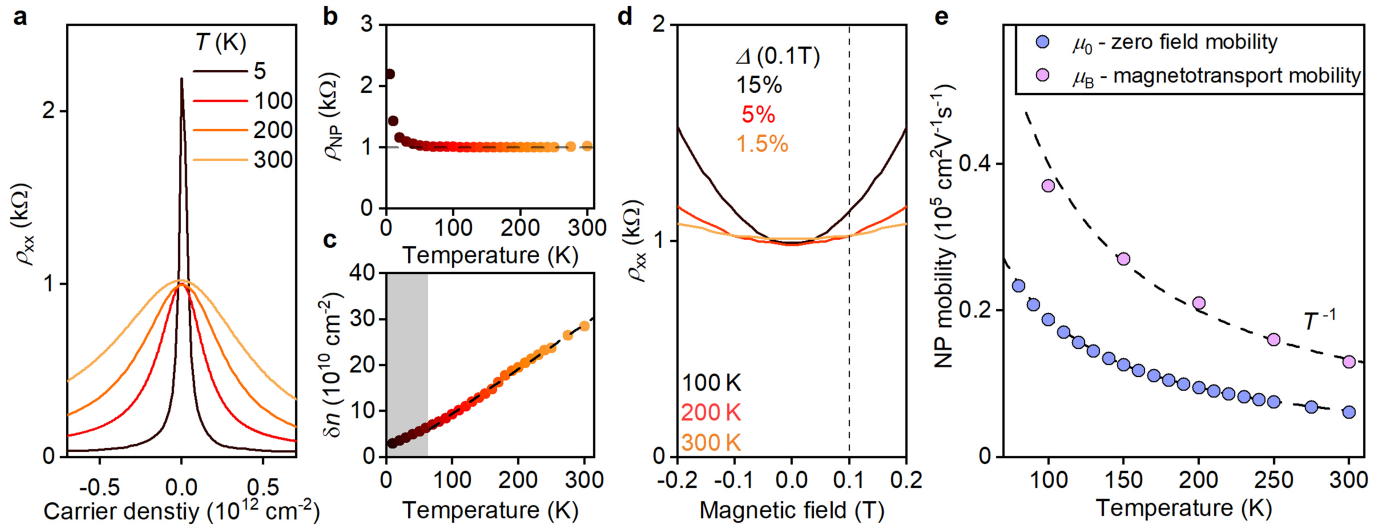 a
T (K)
5
100
200
300
2
1
0
ρxx (kΩ)
-0.5
0.0
0.5
Carrier denstiy (10¹² cm⁻²)
b
3
2
1
0
ρNP (kΩ)
0
100
200
300
Temperature (K)
c
40
30
20
10
0
δn (10¹⁰ cm⁻²)
0
100
200
300
Temperature (K)
d
2
1
0
ρxx (kΩ)
Δ (0.1T)
15%
5%
1.5%
100 K
200 K
300 K
-0.2
-0.1
0.0
0.1
0.2
Magnetic field (T)
e
μ0 - zero field mobility
μB - magnetotransport mobility
0.4
0.2
0
NP mobility (10⁵ cm²V⁻¹s⁻¹)
T⁻¹
100
150
200
250
300
Temperature (K)